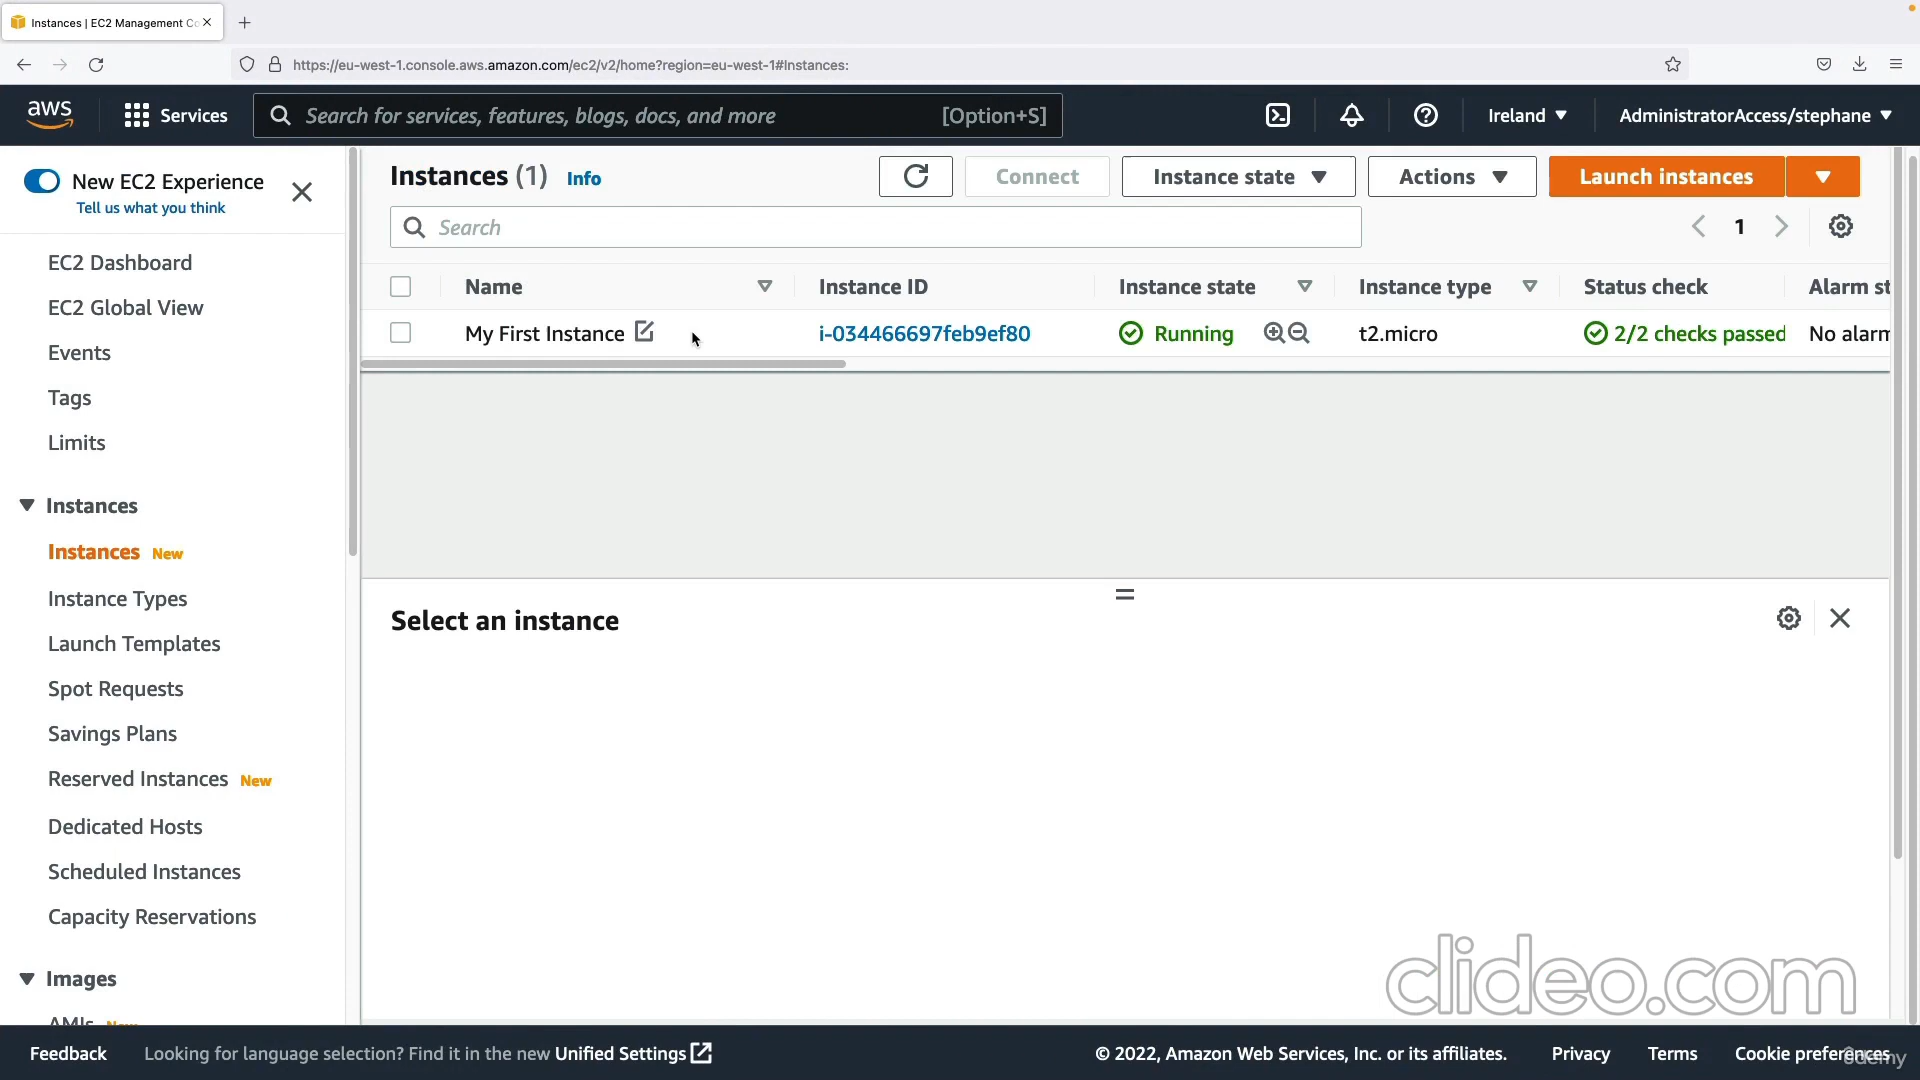 Instances | EC2 Management Co
https://eu-west-1.console.aws.amazon.com/ec2/v2/home?region=eu-west-1#Instances:
aws
Services
Search for services, features, blogs, docs, and more
[Option+S]
Ireland
AdministratorAccess/stephane
New EC2 Experience
Tell us what you think
EC2 Dashboard
EC2 Global View
Events
Tags
Limits
Instances
Instances New
Instance Types
Launch Templates
Spot Requests
Savings Plans
Reserved Instances New
Dedicated Hosts
Scheduled Instances
Capacity Reservations
Images
AMIs New
Instances (1) Info
Connect
Instance state
Actions
Launch instances
Search
1
Name
Instance ID
Instance state
Instance type
Status check
Alarm st
My First Instance
i-034466697feb9ef80
Running
t2.micro
2/2 checks passed
No alarm
Select an instance
clideo.com
Feedback
Looking for language selection? Find it in the new Unified Settings
© 2022, Amazon Web Services, Inc. or its affiliates.
Privacy
Terms
Cookie preferences
ûdemy